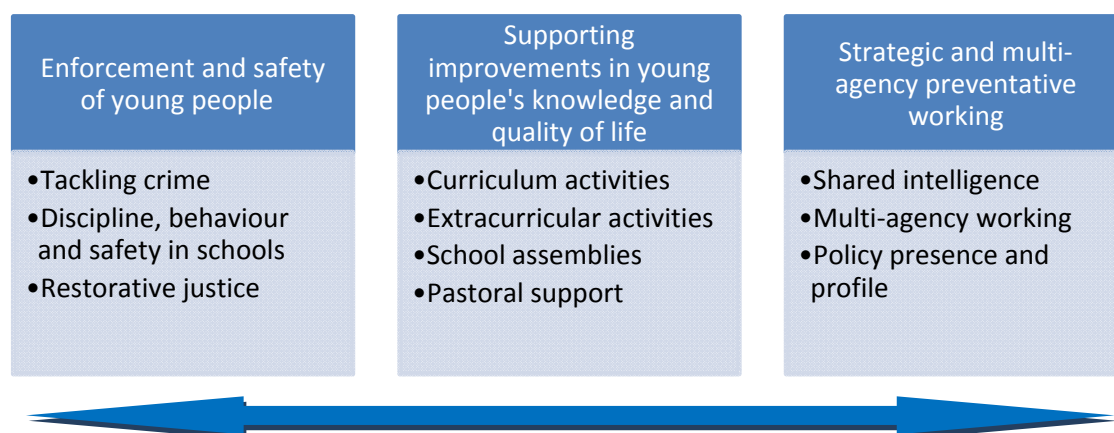 Enforcement and safety
of young people
•Tackling crime
•Discipline, behaviour
and safety in schools
•Restorative justice
Supporting
improvements in young
people's knowledge and
quality of life
•Curriculum activities
•Extracurricular activities
•School assemblies
•Pastoral support
Strategic and multi-
agency preventative
working
•Shared intelligence
•Multi-agency working
•Policy presence and
profile